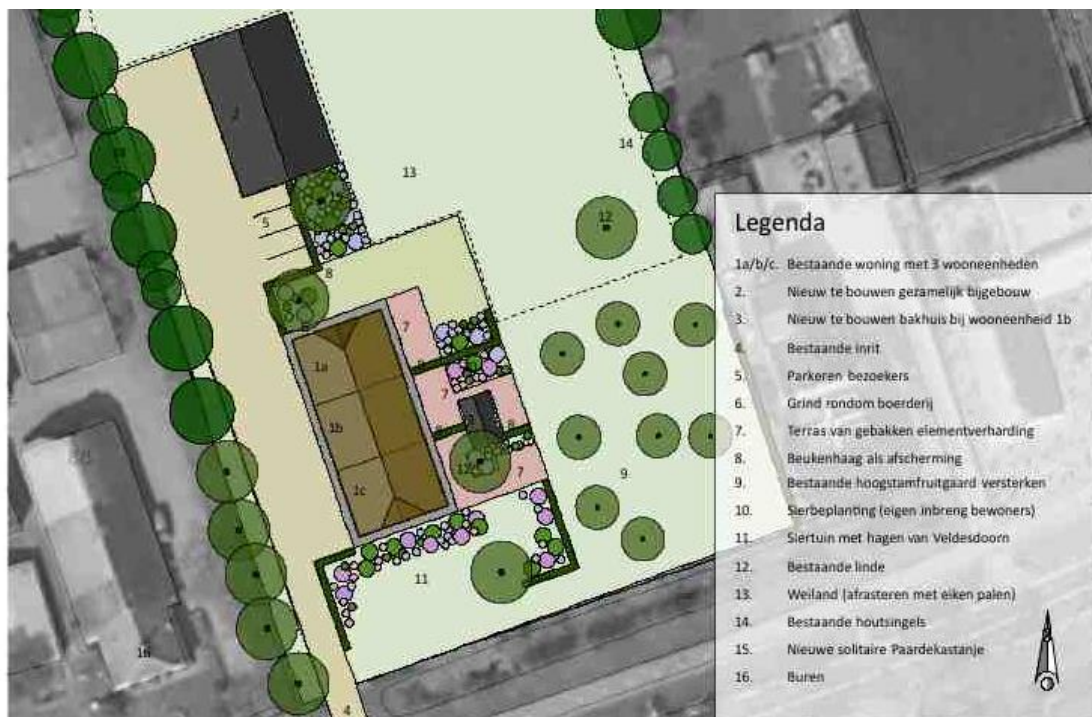 Legenda
1a/b/c. Bestaande woning met 3 wooneenheden
2. Nieuw te bouwen gezamelijk bijgebouw
3. Nieuw te bouwen bakhuis bij wooneenheid 1b
4. Bestaande inrit
5. Parkeren bezoekers
6. Grind rondom boerderij
7. Terras van gebakken elementverharding
8. Beukenhaag als afscherming
9. Bestaande hoogstamfruitgaard versterken
10. Sierbeplanting (eigen inbreng bewoners)
11. Siertuin met hagen van Veldesdoorn
12. Bestaande linde
13. Weiland (afrasteren met eiken palen)
14. Bestaande houtsingels
15. Nieuwe solitaire Paardekastanje
16. Buren
2
14
13
12
5
8
7
1a
7
1b
8
1c
7
9
11
16
4